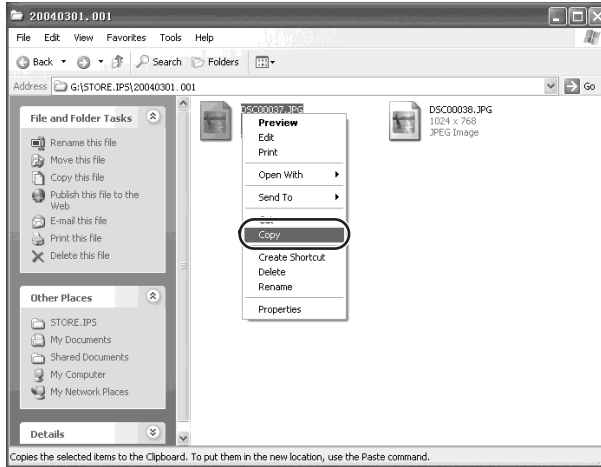 20040301.001
File Edit View Favorites Tools Help
Back Search Folders
Address G:\STORE.IPS\20040301.001 Go
File and Folder Tasks
Rename this file
Move this file
Copy this file
Publish this file to the
Web
E-mail this file
Print this file
Delete this file
Other Places
STORE.IPS
My Documents
Shared Documents
My Computer
My Network Places
Details
DSC00037.JPG
Preview
Edit
Print
Open With
Send To
Cut
Copy
Create Shortcut
Delete
Rename
Properties
DSC00038.JPG
1024 x 768
JPEG Image
Copies the selected items to the Clipboard. To put them in the new location, use the Paste command.